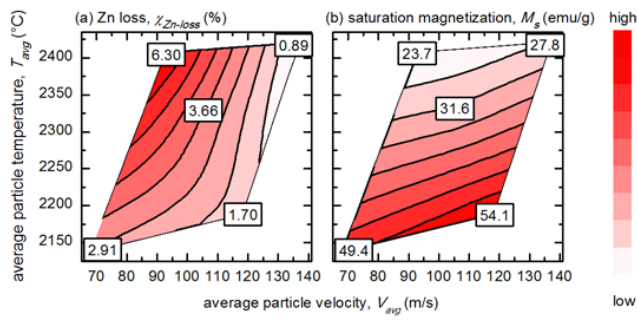 (a) Zn loss, χZn-loss (%)
(b) saturation magnetization, Ms (emu/g)
high
average particle temperature, Tavg (°C)
2400
2350
2300
2250
2200
2150
6.30
0.89
3.66
1.70
2.91
23.7
27.8
31.6
54.1
49.4
70 80 90 100 110 120 130 140
70 80 90 100 110 120 130 140
low
average particle velocity, Vavg (m/s)